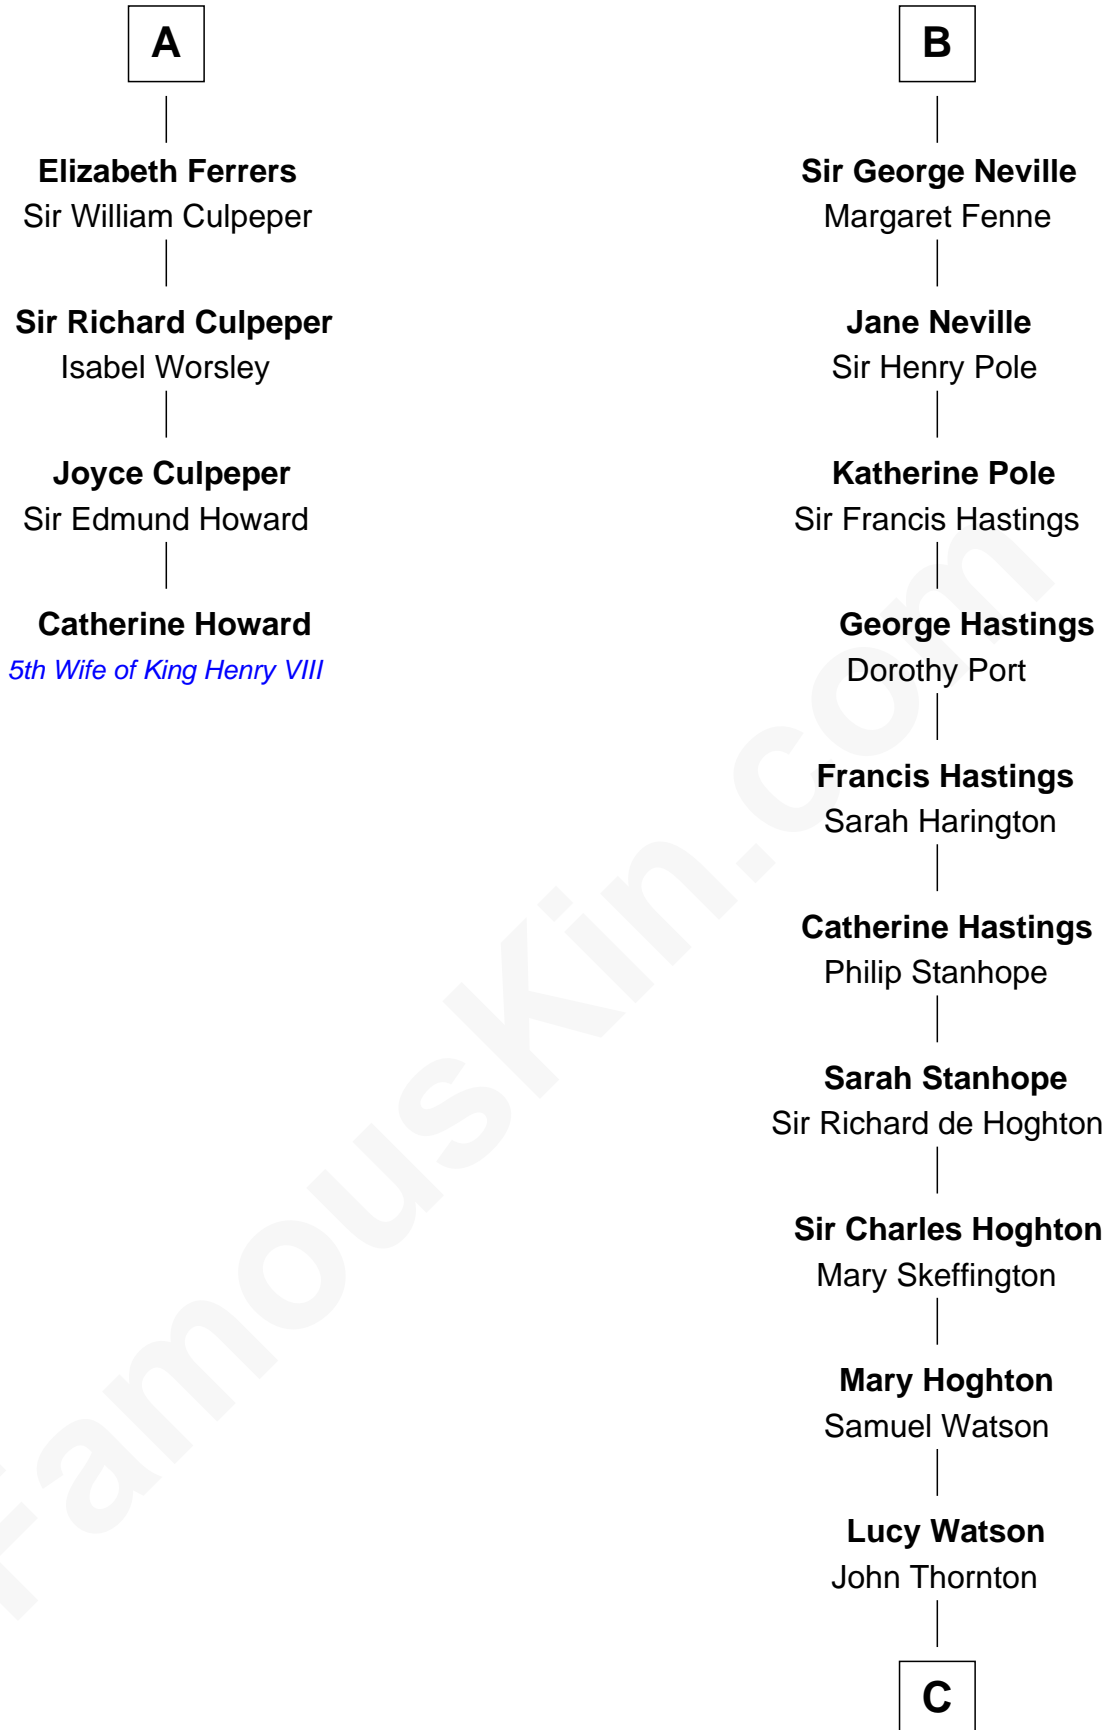 A
Elizabeth Ferrers
Sir William Culpeper
Sir Richard Culpeper
Isabel Worsley
Joyce Culpeper
Sir Edmund Howard
Catherine Howard
5th Wife of King Henry VIII
B
Sir George Neville
Margaret Fenne
Jane Neville
Sir Henry Pole
Katherine Pole
Sir Francis Hastings
George Hastings
Dorothy Port
Francis Hastings
Sarah Harington
Catherine Hastings
Philip Stanhope
Sarah Stanhope
Sir Richard de Hoghton
Sir Charles Hoghton
Mary Skeffington
Mary Hoghton
Samuel Watson
Lucy Watson
John Thornton
C
FamousKin.com